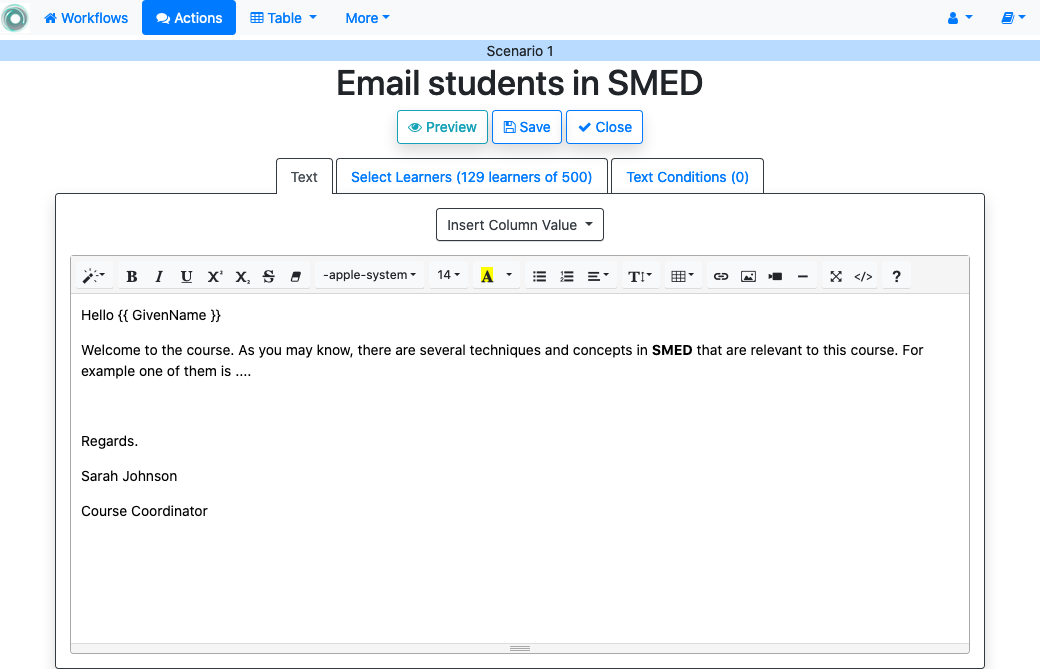 Workflows Actions Table More
Scenario 1
Email students in SMED
Preview Save Close
Text Select Learners (129 learners of 500) Text Conditions (0)
Insert Column Value
B I U X² X₂ S -apple-system 14 A T </> ?
Hello {{ GivenName }}
Welcome to the course. As you may know, there are several techniques and concepts in SMED that are relevant to this course. For
example one of them is ....
Regards.
Sarah Johnson
Course Coordinator